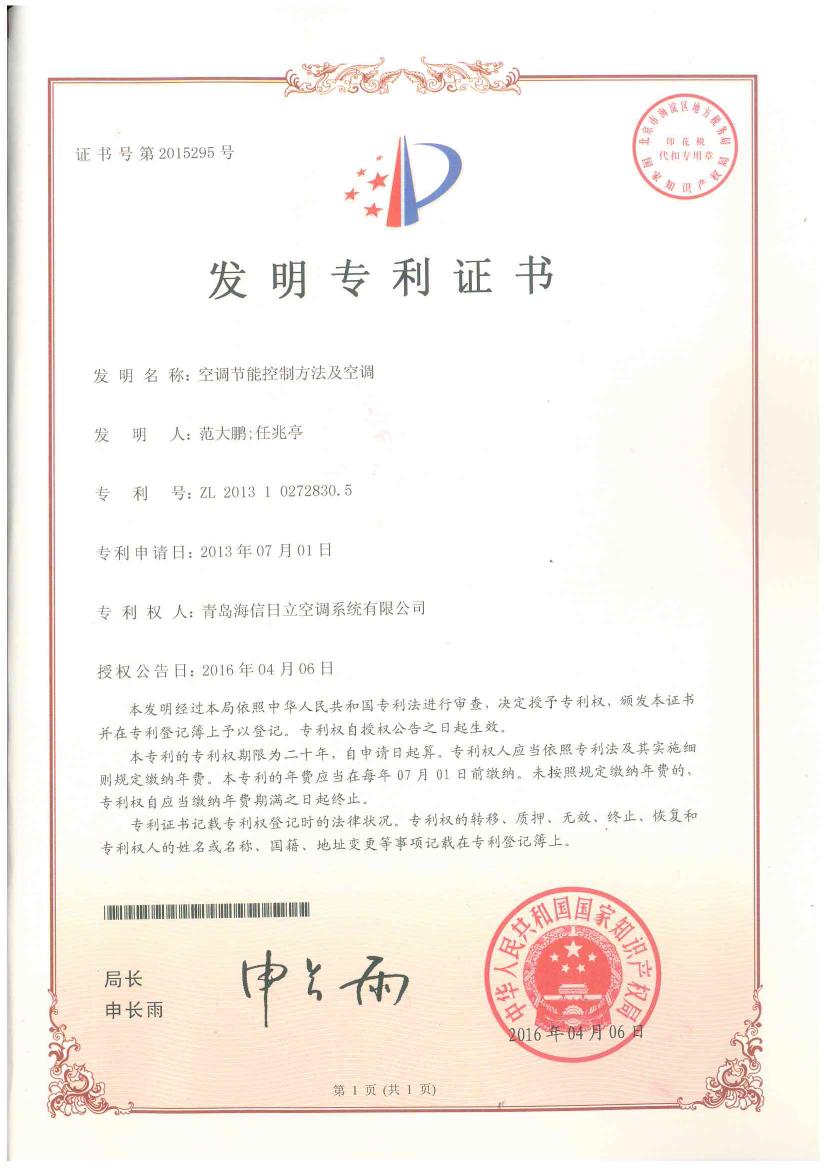 证书号第2015295号
北京市海淀区地方税务局
印花税
代扣专用章
国家知识产权局
发明专利证书
发明名称：空调节能控制方法及空调
发明人：范大鹏;任兆亭
专利号：ZL 2013 1 0272830.5
专利申请日：2013年07月01日
专利权人：青岛海信日立空调系统有限公司
授权公告日：2016年04月06日
本发明经过本局依照中华人民共和国专利法进行审查，决定授予专利权，颁发本证书
并在专利登记簿上予以登记。专利权自授权公告之日起生效。
本专利的专利权期限为二十年，自申请日起算。专利权人应当依照专利法及其实施细
则规定缴纳年费。本专利的年费应当在每年07月01日前缴纳。未按照规定缴纳年费的，
专利权自应当缴纳年费期满之日起终止。
专利证书记载专利权登记时的法律状况。专利权的转移、质押、无效、终止、恢复和
专利权人的姓名或名称、国籍、地址变更等事项记载在专利登记簿上。
局长
申长雨
申长雨
中华人民共和国国家知识产权局
2016年04月06日
第1页(共1页)